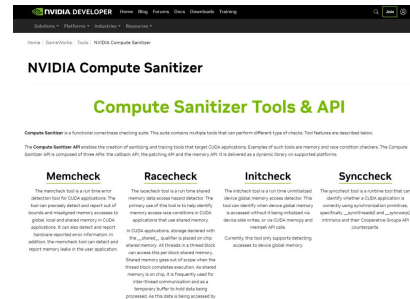 NVIDIA DEVELOPER Home Blog Forums Docs Downloads Training Join
Solutions Platforms Industries Resources
Home GameWorks Tools NVIDIA Compute Sanitizer
NVIDIA Compute Sanitizer
Compute Sanitizer Tools & API
Compute Sanitizer is a functional correctness checking suite. This suite contains multiple tools that can perform different type of checks. Tool features are described below.
The Compute Sanitizer API enables the creation of sanitizing and tracing tools that target CUDA applications. Examples of such tools are memory and race condition checkers. The Compute
Sanitizer API is composed of three APIs: the callback API, the patching API and the memory API. It is delivered as a dynamic library on supported platforms.
Memcheck
The memcheck tool is a run time error
detection tool for CUDA applications. The
tool can precisely detect and report out of
bounds and misaligned memory accesses to
global, local and shared memory in CUDA
applications. It can also detect and report
hardware reported error information. In
addition, the memcheck tool can detect and
report memory leaks in the user application.
Racecheck
The racecheck tool is a run time shared
memory data access hazard detector. The
primary use of this tool is to help identify
memory access race conditions in CUDA
applications that use shared memory.
In CUDA applications, storage declared with
the __shared__ qualifier is placed on chip
shared memory. All threads in a thread block
can access this per block shared memory.
Shared memory goes out of scope when the
thread block completes execution. As shared
memory is on chip, it is frequently used for
inter-thread communication and as a
temporary buffer to hold data being
processed. As this data is being accessed by
Initcheck
The initcheck tool is a run time uninitialized
device global memory access detector. This
tool can identify when device global memory
is accessed without it being initialized via
device side writes, or via CUDA memcpy and
memset API calls.
Currently, this tool only supports detecting
accesses to device global memory.
Synccheck
The synccheck tool is a runtime tool that can
identify whether a CUDA application is
correctly using synchronization primitives,
specifically __syncthreads() and __syncwarp()
intrinsics and their Cooperative Groups API
counterparts.